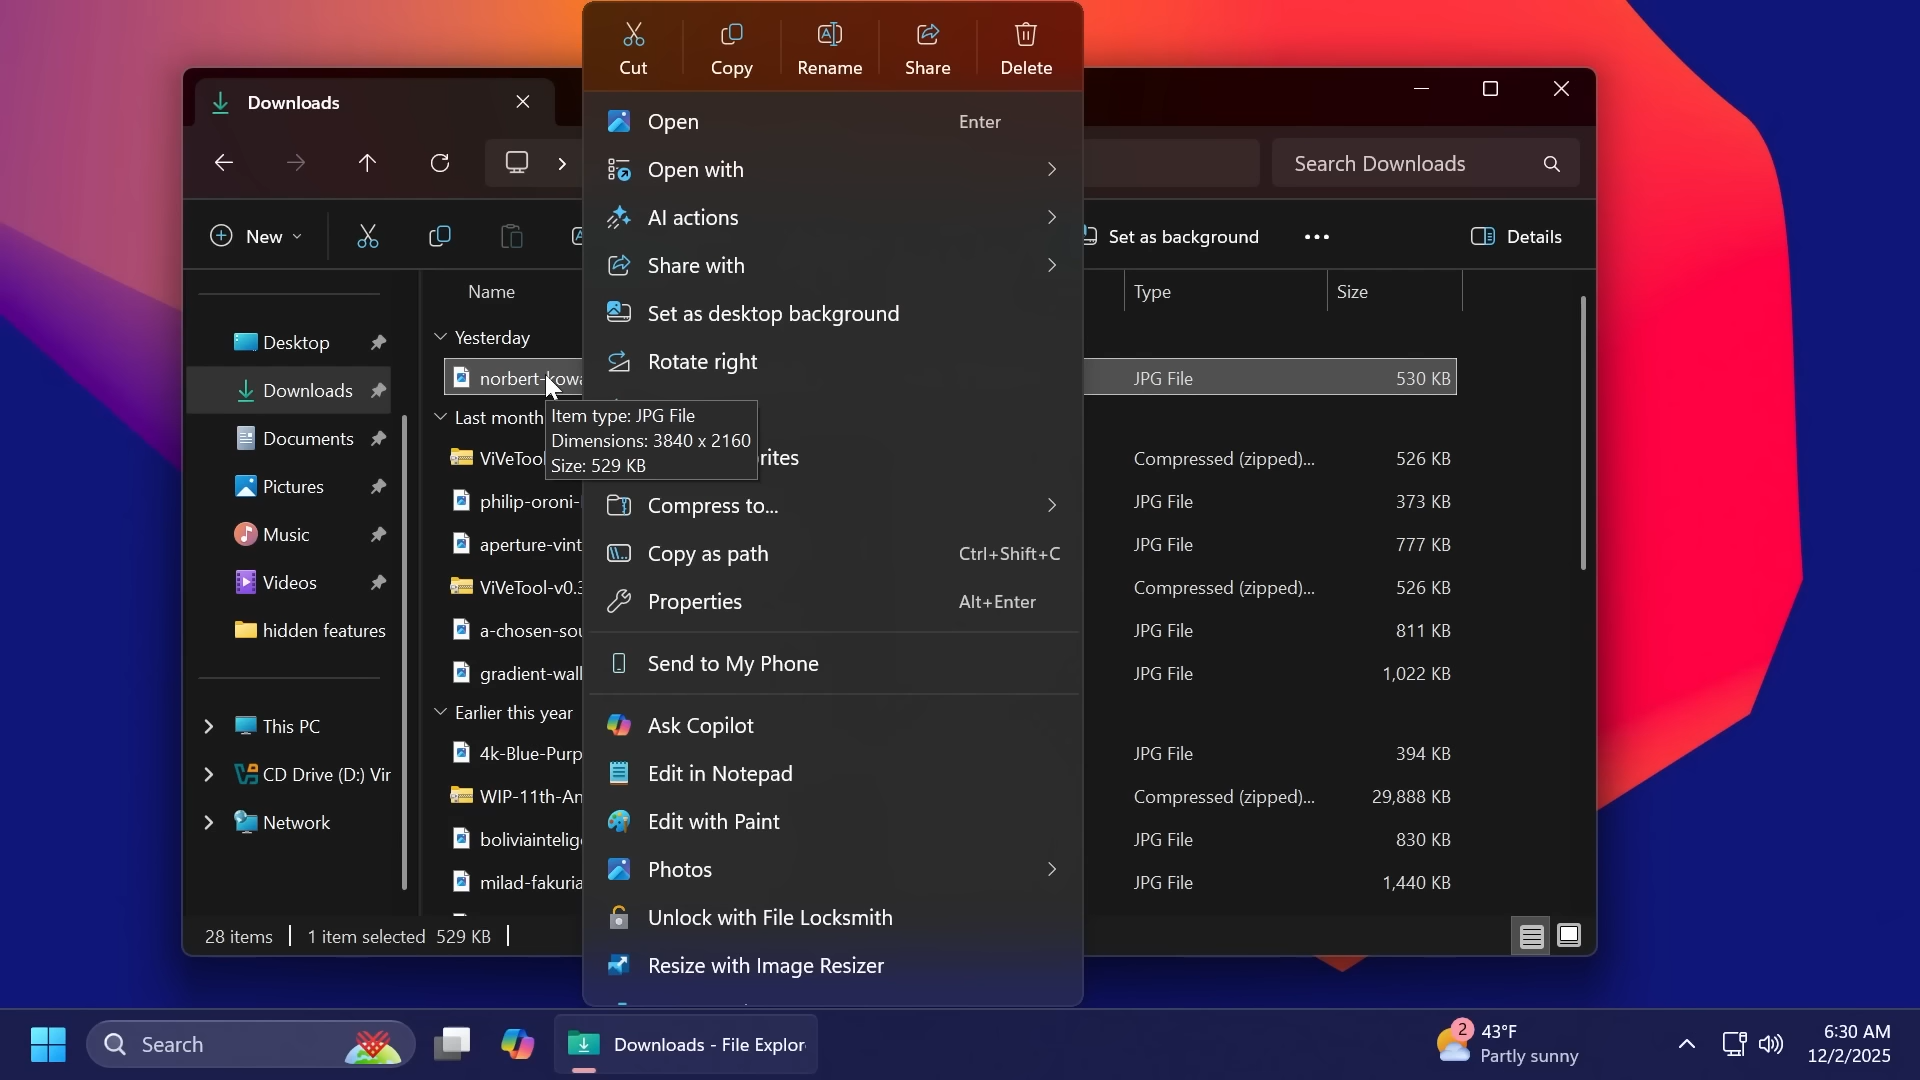 Cut Copy Rename Share Delete
Downloads
Search Downloads
New
Set as background
Details
Open Enter
Open with
AI actions
Share with
Set as desktop background
Rotate right
Compress to...
Copy as path Ctrl+Shift+C
Properties Alt+Enter
Send to My Phone
Ask Copilot
Edit in Notepad
Edit with Paint
Photos
Unlock with File Locksmith
Resize with Image Resizer
Item type: JPG File
Dimensions: 3840 x 2160
Size: 529 KB
Desktop
Downloads
Documents
Pictures
Music
Videos
hidden features
This PC
CD Drive (D:) Vir
Network
Name Type Size
Yesterday
norbert-kowa JPG File 530 KB
Last month
ViVeTool Compressed (zipped)... 526 KB
philip-oroni- JPG File 373 KB
aperture-vint JPG File 777 KB
ViVeTool-v0.3 Compressed (zipped)... 526 KB
a-chosen-sou JPG File 811 KB
gradient-wall JPG File 1,022 KB
Earlier this year
4k-Blue-Purp JPG File 394 KB
WIP-11th-An Compressed (zipped)... 29,888 KB
boliviainteligé JPG File 830 KB
milad-fakuria JPG File 1,440 KB
28 items 1 item selected 529 KB
Search
Downloads - File Explor
2
43°F
Partly sunny
6:30 AM
12/2/2025